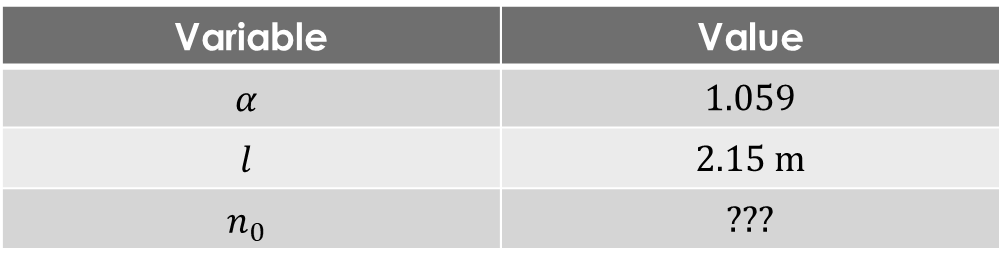 Variable Value
α 1.059
l 2.15 m
n₀ ???